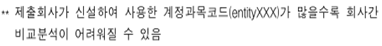 ** 제출회사가 신설하여 사용한 계정과목코드(entityXXX)가 많을수록 회사간
비교분석이 어려워질 수 있음